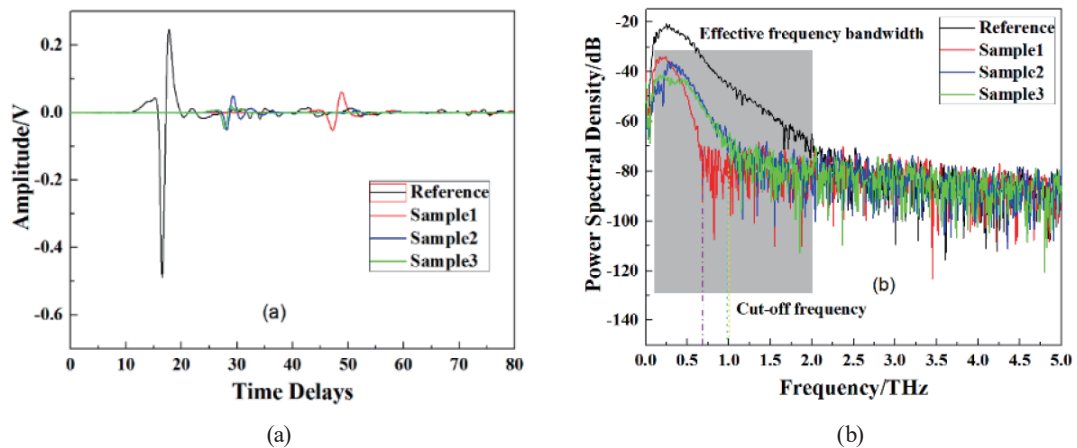 (a)
0.2
0.0
-0.2
-0.4
-0.6
0 10 20 30 40 50 60 70 80
Amplitude/V
Time Delays
Reference
Sample1
Sample2
Sample3
(a)
-20
-40
-60
-80
-100
-120
-140
0.0 0.5 1.0 1.5 2.0 2.5 3.0 3.5 4.0 4.5 5.0
Power Spectral Density/dB
Frequency/THz
Effective frequency bandwidth
Reference
Sample1
Sample2
Sample3
(b)
Cut-off frequency
(a)
(b)